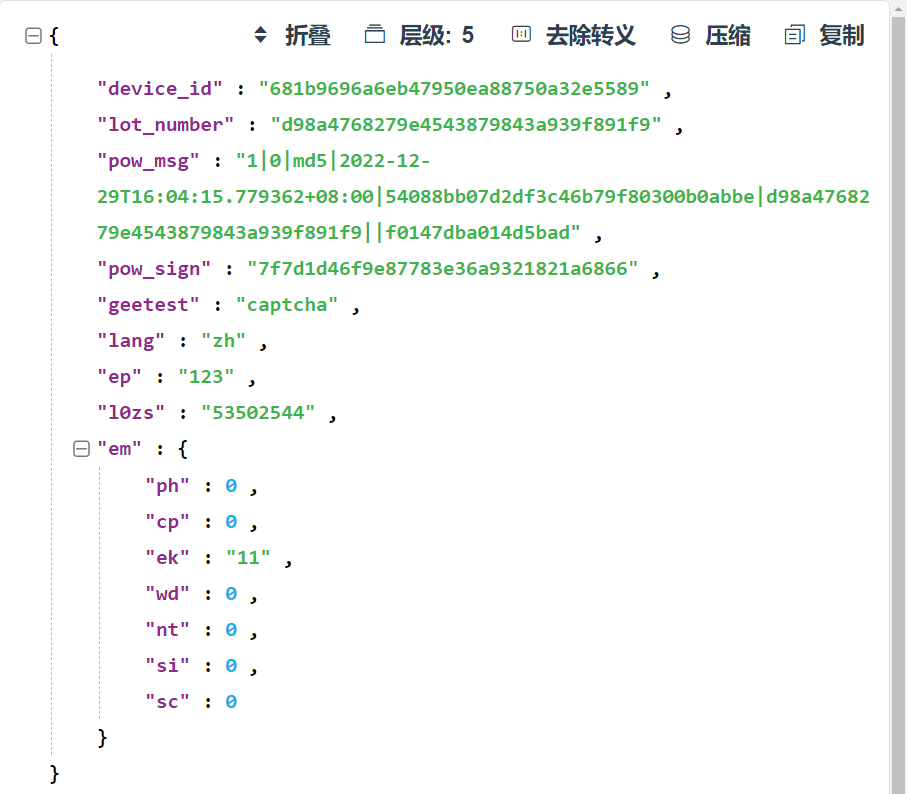 { 折叠 层级: 5 去除转义 压缩 复制
"device_id" : "681b9696a6eb47950ea88750a32e5589" ,
"lot_number" : "d98a4768279e4543879843a939f891f9" ,
"pow_msg" : "1|0|md5|2022-12-
29T16:04:15.779362+08:00|54088bb07d2df3c46b79f80300b0abbe|d98a47682
79e4543879843a939f891f9||f0147dba014d5bad" ,
"pow_sign" : "7f7d1d46f9e87783e36a9321821a6866" ,
"geetest" : "captcha" ,
"lang" : "zh" ,
"ep" : "123" ,
"l0zs" : "53502544" ,
"em" : {
"ph" : 0 ,
"cp" : 0 ,
"ek" : "11" ,
"wd" : 0 ,
"nt" : 0 ,
"si" : 0 ,
"sc" : 0
}
}